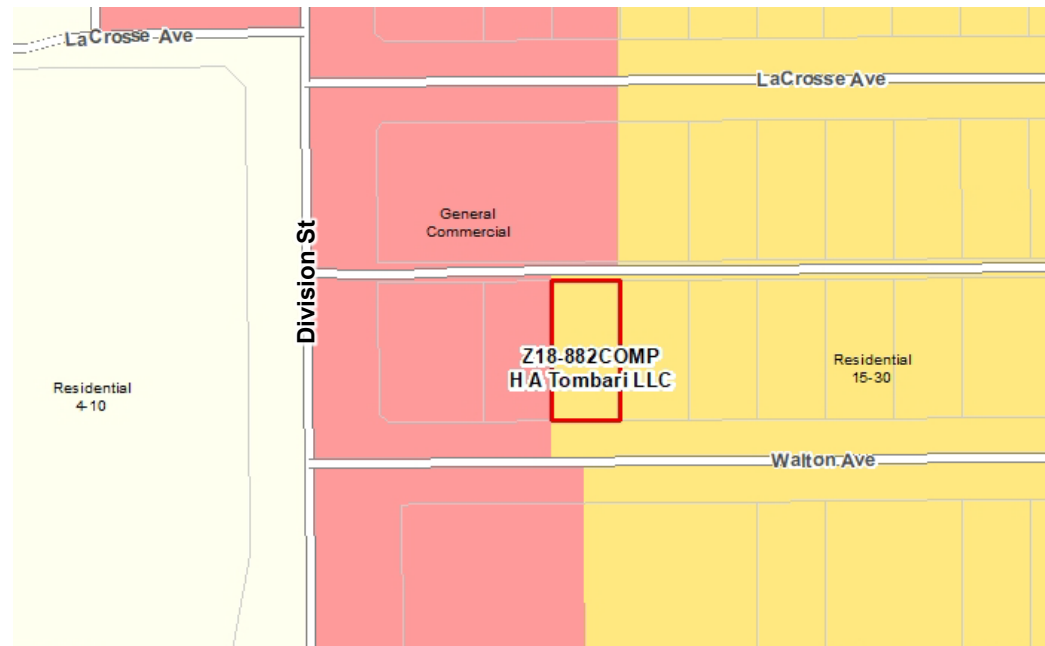 LaCrosse Ave
LaCrosse Ave
General
Commercial
Division St
Z18-882COMP
H A Tombari LLC
Residential
15-30
Residential
4-10
Walton Ave